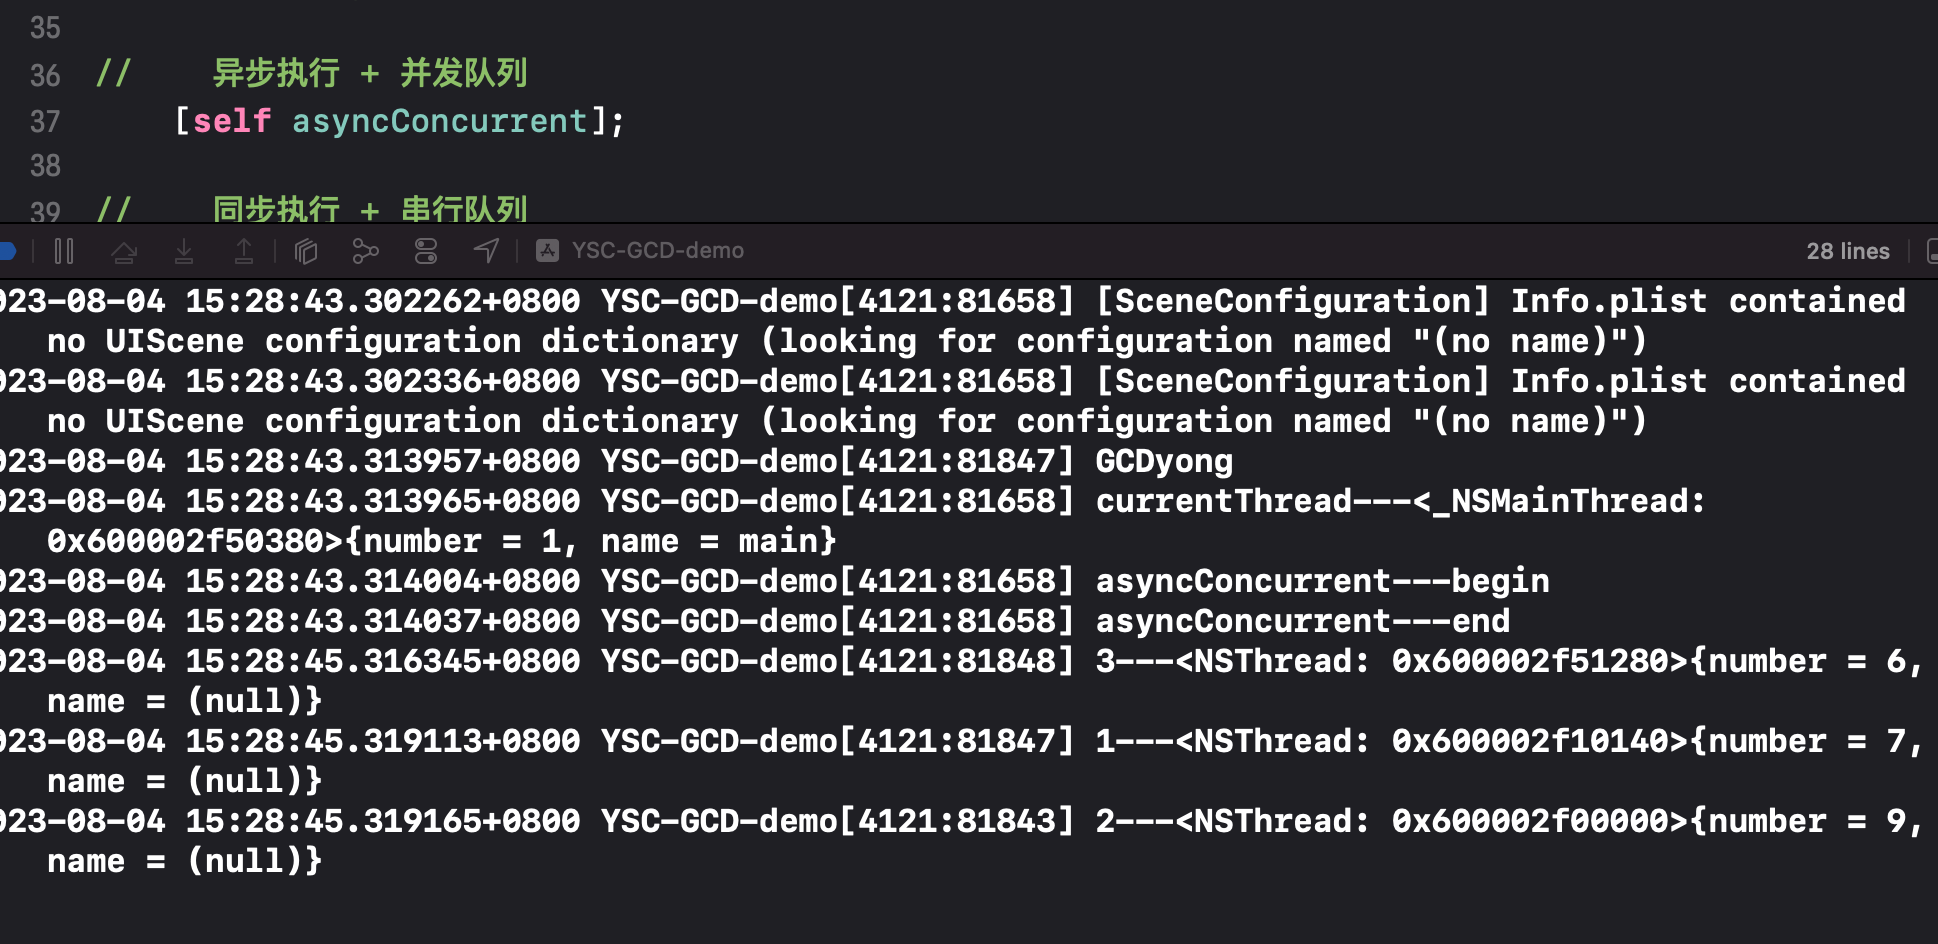 35
36 //    异步执行 + 并发队列
37     [self asyncConcurrent];
38
39 //    同步执行 + 串行队列
YSC-GCD-demo 28 lines
023-08-04 15:28:43.302262+0800 YSC-GCD-demo[4121:81658] [SceneConfiguration] Info.plist contained
no UIScene configuration dictionary (looking for configuration named "(no name)")
023-08-04 15:28:43.302336+0800 YSC-GCD-demo[4121:81658] [SceneConfiguration] Info.plist contained
no UIScene configuration dictionary (looking for configuration named "(no name)")
023-08-04 15:28:43.313957+0800 YSC-GCD-demo[4121:81847] GCDyong
023-08-04 15:28:43.313965+0800 YSC-GCD-demo[4121:81658] currentThread---<_NSMainThread:
0x600002f50380>{number = 1, name = main}
023-08-04 15:28:43.314004+0800 YSC-GCD-demo[4121:81658] asyncConcurrent---begin
023-08-04 15:28:43.314037+0800 YSC-GCD-demo[4121:81658] asyncConcurrent---end
023-08-04 15:28:45.316345+0800 YSC-GCD-demo[4121:81848] 3---<NSThread: 0x600002f51280>{number = 6,
name = (null)}
023-08-04 15:28:45.319113+0800 YSC-GCD-demo[4121:81847] 1---<NSThread: 0x600002f10140>{number = 7,
name = (null)}
023-08-04 15:28:45.319165+0800 YSC-GCD-demo[4121:81843] 2---<NSThread: 0x600002f00000>{number = 9,
name = (null)}